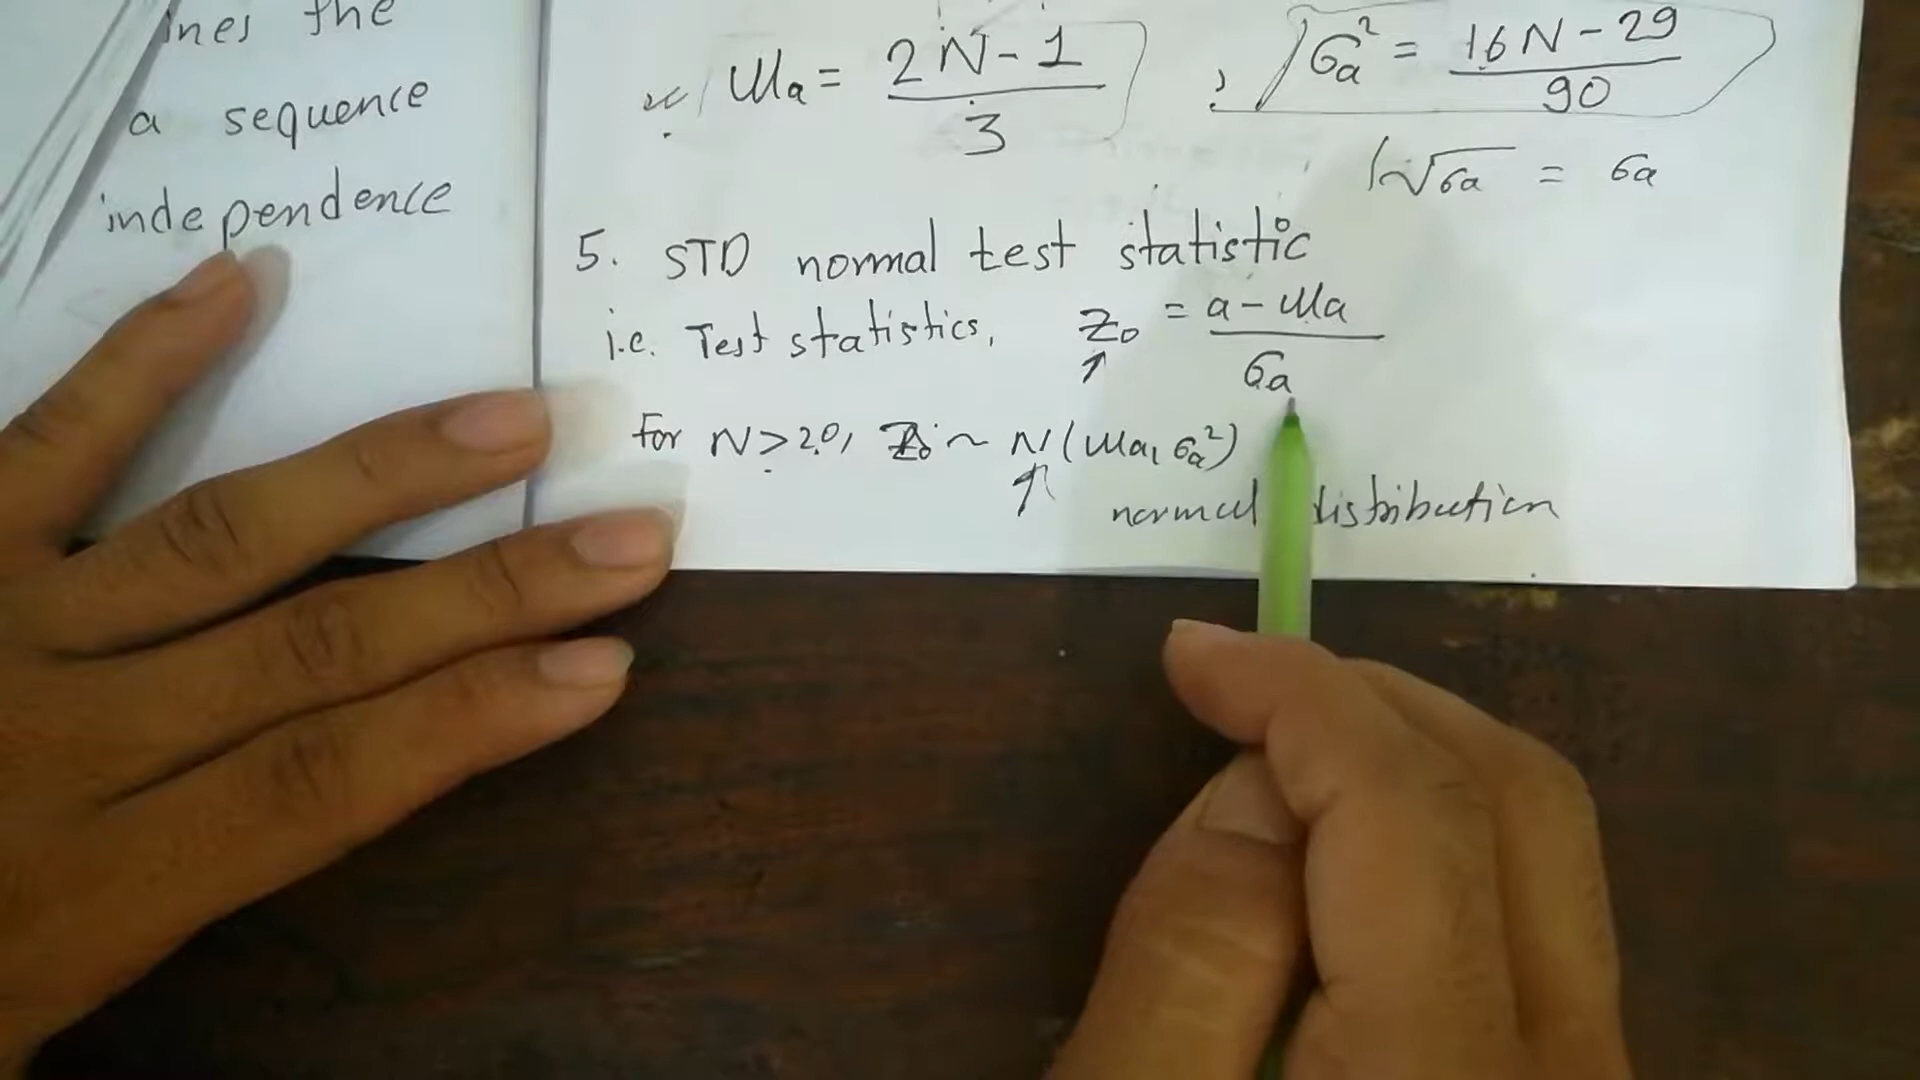 ines the
a sequence
independence
μa = 2N-1 / 3 , σa² = 16N-29 / 90
√σa = σa
5. STD normal test statistic
i.e. Test statistics, Z0 = a - μa / σa
For N > 20, Z0 ~ N(μa, σa²)
normal distribution